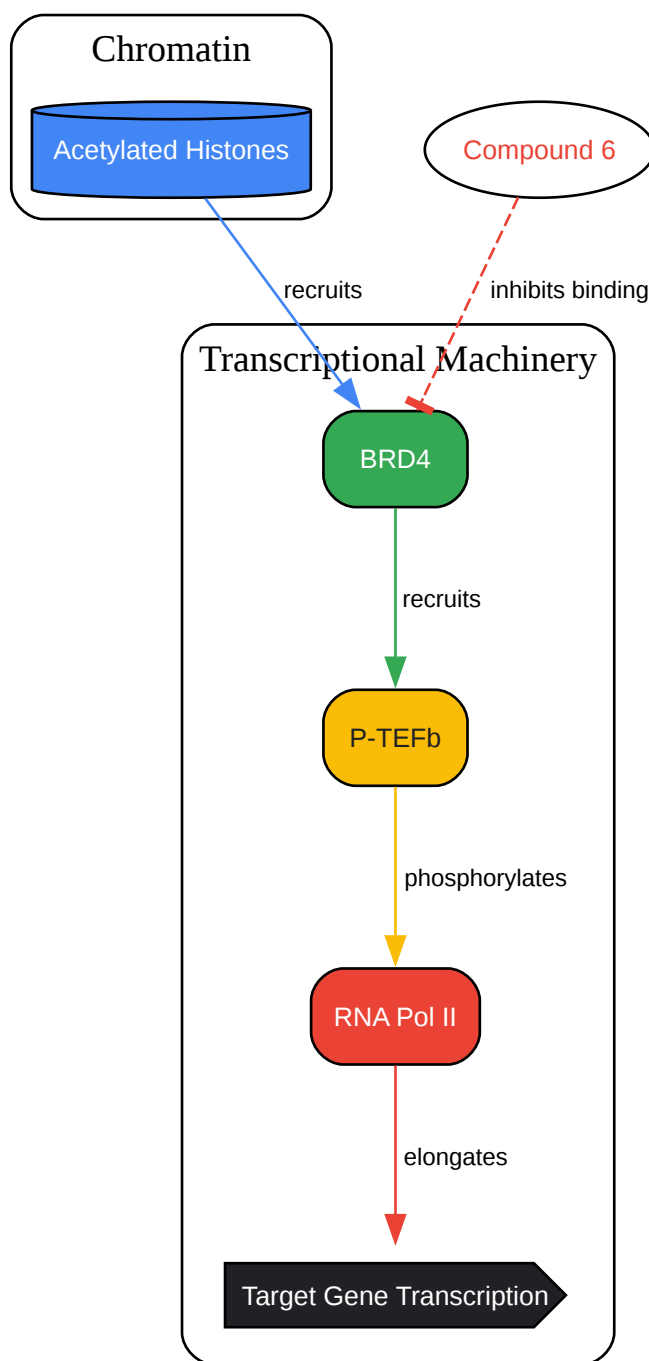 Chromatin
Acetylated Histones
Compound 6
recruits
inhibits binding
Transcriptional Machinery
BRD4
recruits
P-TEFb
phosphorylates
RNA Pol II
elongates
Target Gene Transcription